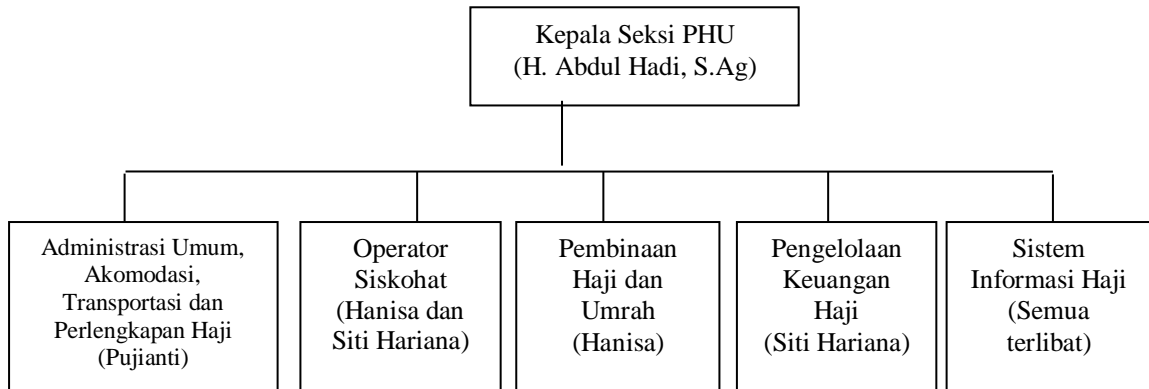 Kepala Seksi PHU
(H. Abdul Hadi, S.Ag)
Administrasi Umum,
Akomodasi,
Transportasi dan
Perlengkapan Haji
(Pujianti)
Operator
Siskohat
(Hanisa dan
Siti Hariana)
Pembinaan
Haji dan
Umrah
(Hanisa)
Pengelolaan
Keuangan
Haji
(Siti Hariana)
Sistem
Informasi Haji
(Semua
terlibat)